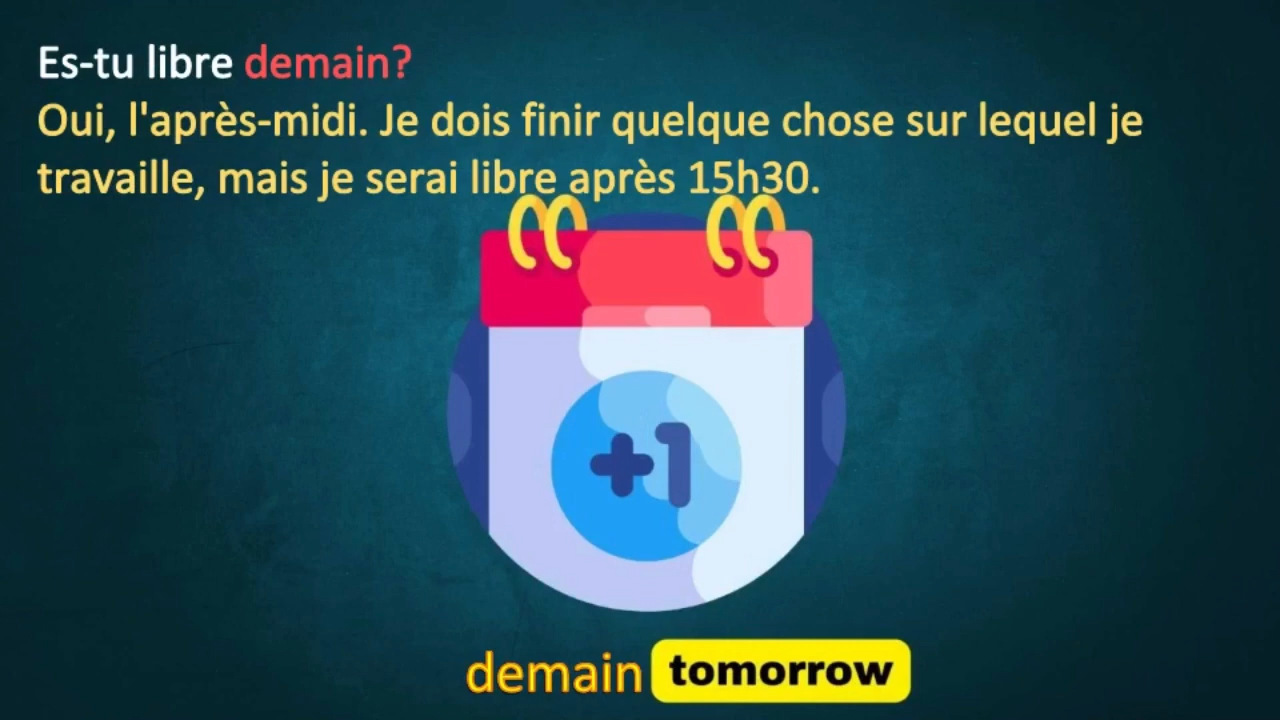 Es-tu libre demain?
Oui, l'après-midi. Je dois finir quelque chose sur lequel je
travaille, mais je serai libre après 15h30.
+1
demain tomorrow